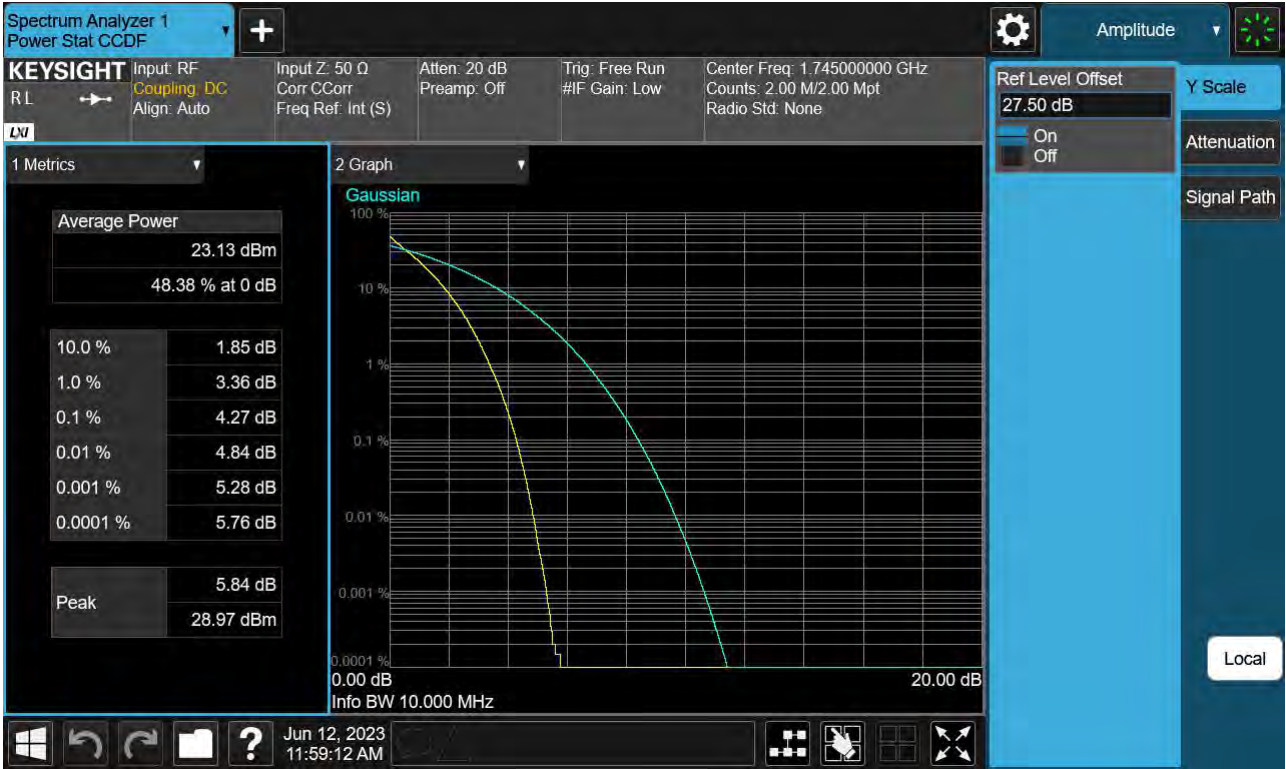 Spectrum Analyzer 1
Power Stat CCDF
+
Amplitude
KEYSIGHT
RL
LXI
Input: RF
Coupling: DC
Align: Auto
Input Z: 50 Ω
Corr CCorr
Freq Ref: Int (S)
Atten: 20 dB
Preamp: Off
Trig: Free Run
#IF Gain: Low
Center Freq: 1.745000000 GHz
Counts: 2.00 M/2.00 Mpt
Radio Std: None
Ref Level Offset
27.50 dB
On
Off
Y Scale
Attenuation
Signal Path
Local
1 Metrics
Average Power
23.13 dBm
48.38 % at 0 dB
10.0 % 1.85 dB
1.0 % 3.36 dB
0.1 % 4.27 dB
0.01 % 4.84 dB
0.001 % 5.28 dB
0.0001 % 5.76 dB
Peak 5.84 dB
28.97 dBm
2 Graph
Gaussian
100 %
10 %
1 %
0.1 %
0.01 %
0.001 %
0.0001 %
0.00 dB 20.00 dB
Info BW 10.000 MHz
?
Jun 12, 2023
11:59:12 AM